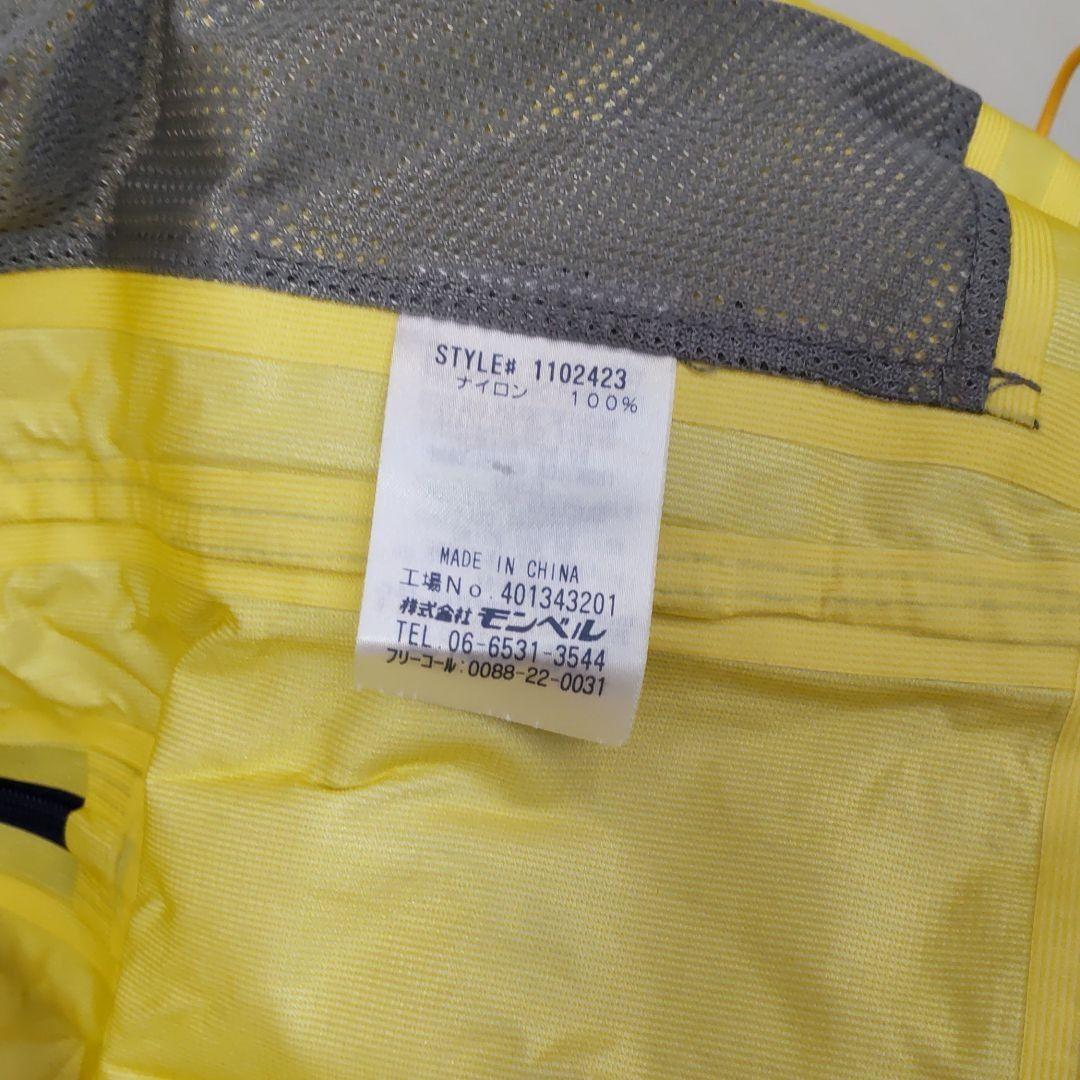 STYLE# 1102423
ナイロン 100%
MADE IN CHINA
工場No.401343201
株式会社 モンベル
TEL.06-6531-3544
フリーコール:0088-22-0031